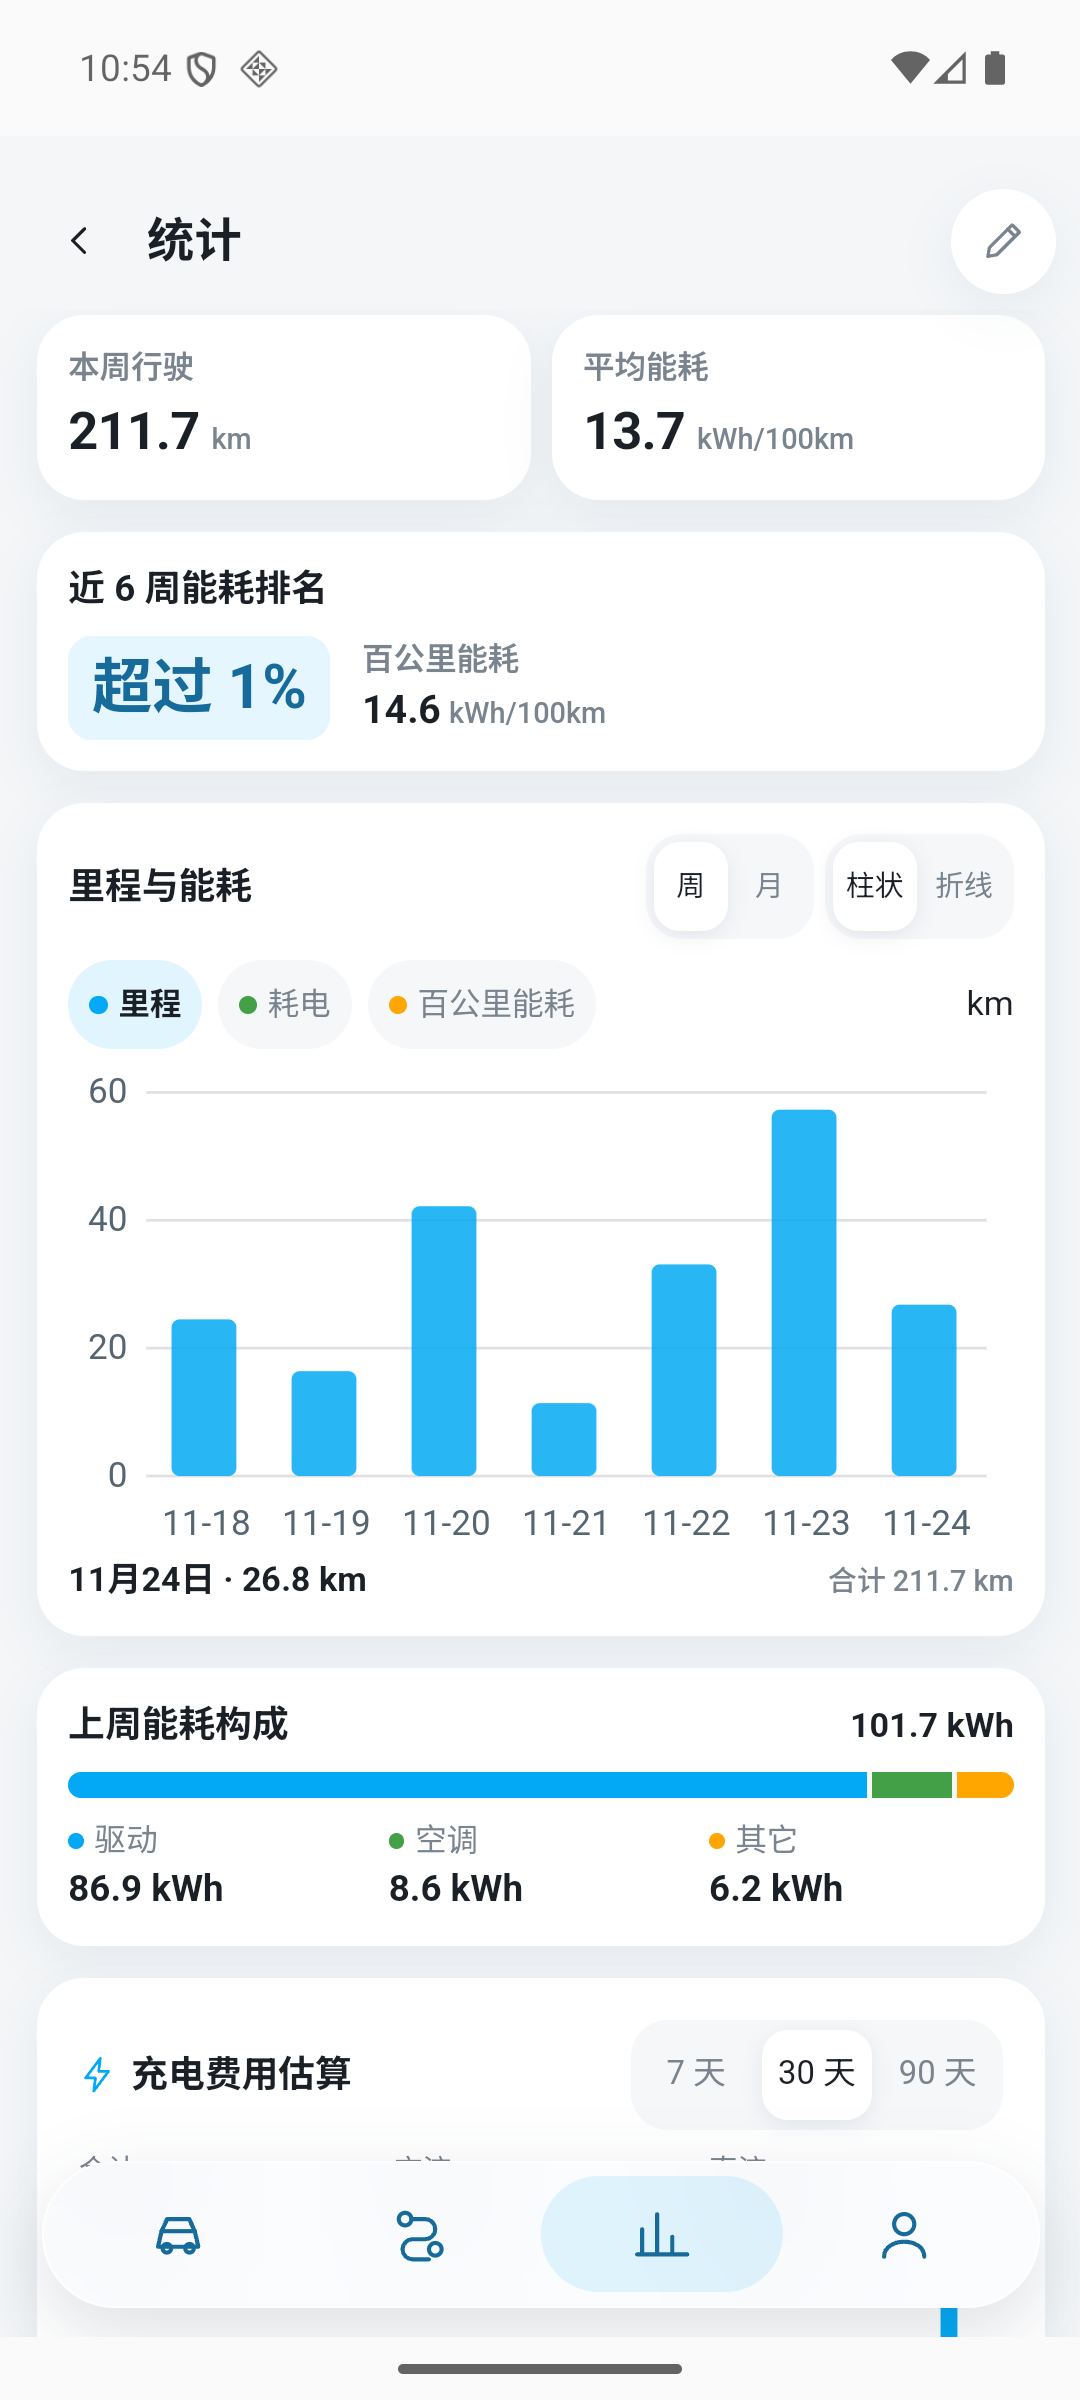 10:54
统计
本周行驶
211.7 km
平均能耗
13.7 kWh/100km
近 6 周能耗排名
超过 1%
百公里能耗
14.6 kWh/100km
里程与能耗
周 月 柱状 折线
里程 耗电 百公里能耗 km
60
40
20
0
11-18 11-19 11-20 11-21 11-22 11-23 11-24
11月24日 · 26.8 km 合计 211.7 km
上周能耗构成 101.7 kWh
驱动 空调 其它
86.9 kWh 8.6 kWh 6.2 kWh
充电费用估算 7 天 30 天 90 天